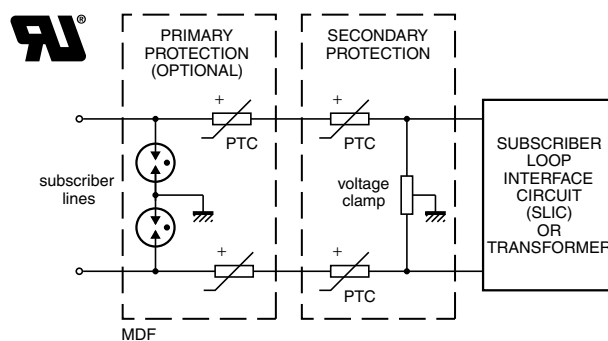 RU®
PRIMARY
PROTECTION
(OPTIONAL)
SECONDARY
PROTECTION
+
PTC
+
PTC
subscriber
lines
voltage
clamp
SUBSCRIBER
LOOP
INTERFACE
CIRCUIT
(SLIC)
OR
TRANSFORMER
+
+
PTC
MDF